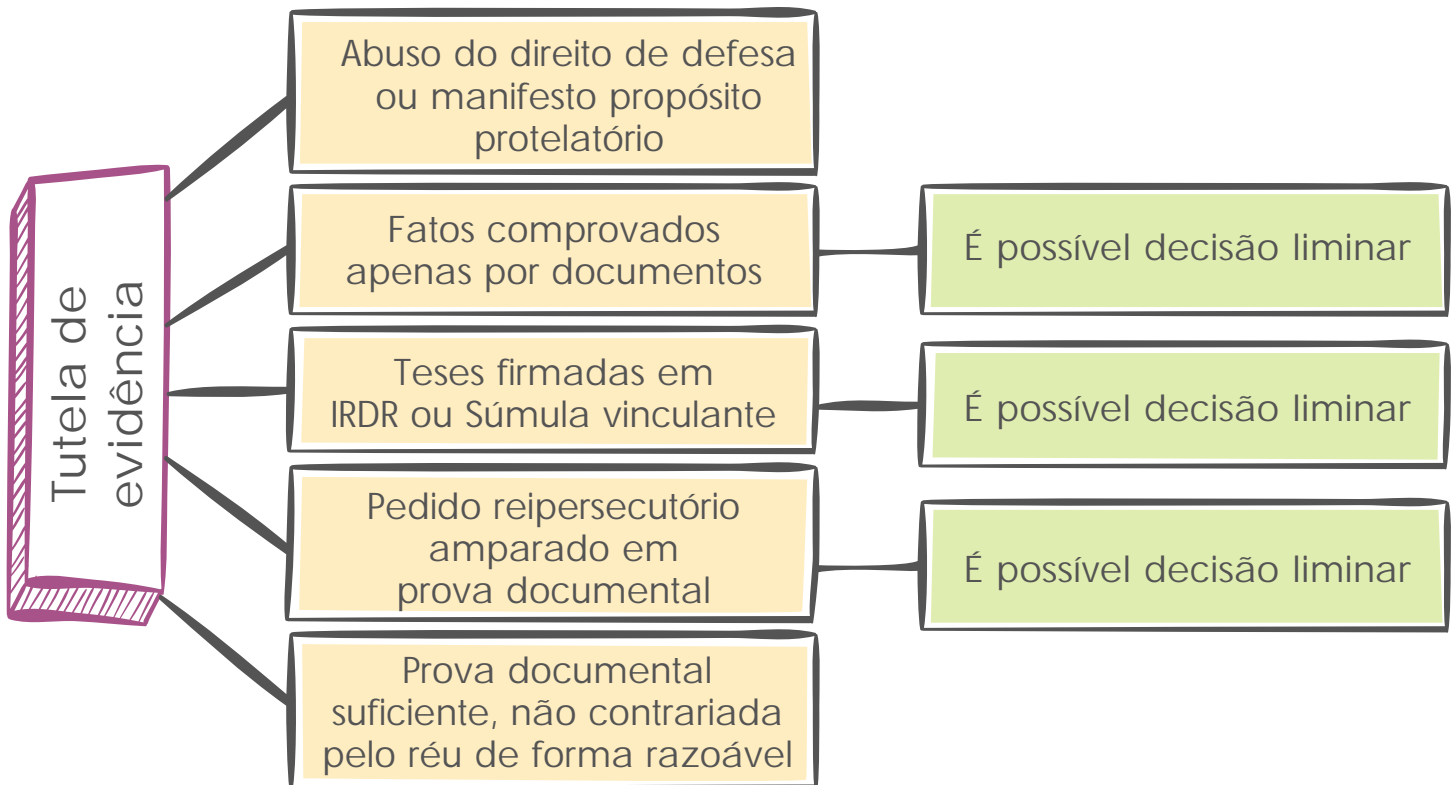 Tutela de
evidência
Abuso do direito de defesa
ou manifesto propósito
protelatório
Fatos comprovados
apenas por documentos
É possível decisão liminar
Teses firmadas em
IRDR ou Súmula vinculante
É possível decisão liminar
Pedido reipersecutório
amparado em
prova documental
É possível decisão liminar
Prova documental
suficiente, não contrariada
pelo réu de forma razoável